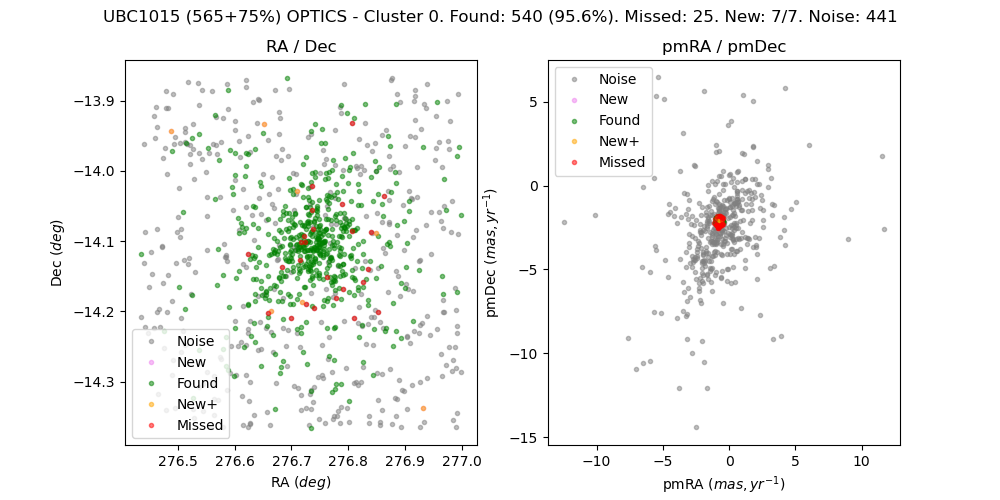 UBC1015 (565+75%) OPTICS - Cluster 0. Found: 540 (95.6%). Missed: 25. New: 7/7. Noise: 441
RA / Dec
Dec (deg)
−13.9
−14.0
−14.1
−14.2
−14.3
Noise
New
Found
New+
Missed
276.5 276.6 276.7 276.8 276.9 277.0
RA (deg)
pmRA / pmDec
pmDec (mas, yr⁻¹)
5
0
−5
−10
−15
Noise
New
Found
New+
Missed
−10 −5 0 5 10
pmRA (mas, yr⁻¹)